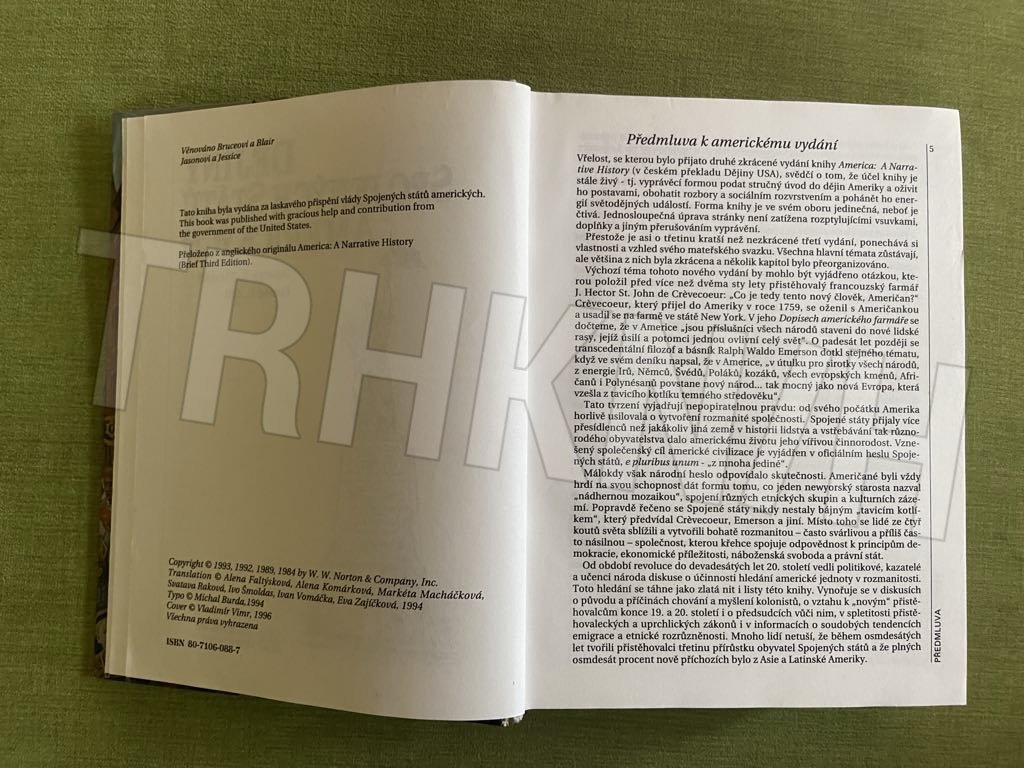 Věnováno Bruceovi a Blair
Jasonovi a Jessice
Tato kniha byla vydána za laskavého přispění vlády Spojených států amerických.
This book was published with gracious help and contribution from
the government of the United States.
Přeloženo z anglického originálu America: A Narrative History
(Brief Third Edition).
Copyright © 1993, 1992, 1989, 1984 by W. W. Norton & Company, Inc.
Translation © Alena Faltýsková, Alena Komárková, Markéta Macháčková,
Svatava Raková, Ivo Šmoldas, Ivan Vomáčka, Eva Zajíčková, 1994
Typo © Michal Burda, 1994
Cover © Vladimír Vimr, 1996
Všechna práva vyhrazena
ISBN 80-7106-088-7
Předmluva k americkému vydání
5
Vřelost, se kterou bylo přijato druhé zkrácené vydání knihy America: A Narra-
tive History (v českém překladu Dějiny USA), svědčí o tom, že účel knihy je
stále živý - tj. vyprávěcí formou podat stručný úvod do dějin Ameriky a oživit
ho postavami, obohatit rozbory a sociálním rozvrstvením a pohánět ho ener-
gií světodějných událostí. Forma knihy je ve svém oboru jedinečná, neboť je
čtivá. Jednosloupečná úprava stránky není zatížena rozptylujícími vsuvkami,
doplňky a jiným přerušováním vyprávění.
Přestože je asi o třetinu kratší než nezkrácené třetí vydání, ponechává si
vlastnosti a vzhled svého mateřského svazku. Všechna hlavní témata zůstávají,
ale většina z nich byla zkrácena a několik kapitol bylo přeorganizováno.
Výchozí téma tohoto nového vydání by mohlo být vyjádřeno otázkou, kte-
rou položil před více než dvěma sty lety přistěhovalý francouzský farmář
J. Hector St. John de Crèvecoeur: „Co je tedy tento nový člověk, Američan?“
Crèvecoeur, který přijel do Ameriky v roce 1759, se oženil s Američankou
a usadil se na farmě ve státě New York. V jeho Dopisech amerického farmáře se
dočteme, že v Americe „jsou příslušníci všech národů staveni do nové lidské
rasy, jejíž úsilí a potomci jednou ovlivní celý svět“. O padesát let později se
transcedentální filozof a básník Ralph Waldo Emerson dotkl stejného tématu,
když ve svém deníku napsal, že v Americe, „v útulku pro sirotky všech národů,
z energie Irů, Němců, Švédů, Poláků, kozáků, všech evropských kmenů, Afri-
čanů i Polynésanů povstane nový národ... tak mocný jako nová Evropa, která
vzešla z tavicího kotlíku temného středověku“.
Tato tvrzení vyjadřují nepopiratelnou pravdu: od svého počátku Amerika
horlivě usilovala o vytvoření rozmanité společnosti. Spojené státy přijaly více
přesídlenců než jakákoliv jiná země v historii lidstva a vstřebávání tak různo-
rodého obyvatelstva dalo americkému životu jeho vířivou činnorodost. Vzne-
šený společenský cíl americké civilizace je vyjádřen v oficiálním heslu Spoje-
ných států, e pluribus unum - „z mnoha jediné“.
Málokdy však národní heslo odpovídalo skutečnosti. Američané byli vždy
hrdí na svou schopnost dát formu tomu, co jeden newyorský starosta nazval
„nádhernou mozaikou“, spojení různých etnických skupin a kulturních záze-
mí. Popravdě řečeno se Spojené státy nikdy nestaly bájným „tavicím kotlí-
kem“, který předvídal Crèvecoeur, Emerson a jiní. Místo toho se lidé ze čtyř
koutů světa sblížili a vytvořili bohatě rozmanitou – často svárlivou a příliš čas-
to násilnou – společnost, kterou křehce spojuje odpovědnost k principům de-
mokracie, ekonomické příležitosti, náboženská svoboda a právní stát.
Od období revoluce do devadesátých let 20. století vedli politikové, kazatelé
a učenci národa diskuse o účinnosti hledání americké jednoty v rozmanitosti.
Toto hledání se táhne jako zlatá nit i listy této knihy. Vynořuje se v diskusích
o původu a příčinách chování a myšlení kolonistů, o vztahu k „novým“ přistě-
hovalcům konce 19. a 20. století i o předsudcích vůči nim, v spletitosti přistě-
hovaleckých a uprchlických zákonů i v informacích o soudobých tendencích
emigrace a etnické rozrůzněnosti. Mnoho lidí netuší, že během osmdesátých
let tvořili přistěhovalci třetinu přírůstku obyvatel Spojených států a že plných
osmdesát procent nově příchozích bylo z Asie a Latinské Ameriky.
PŘEDMLUVA